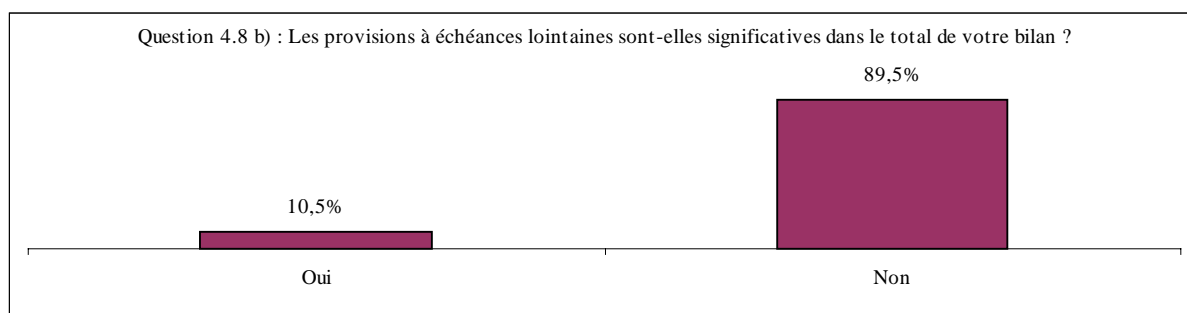 Question 4.8 b) : Les provisions à échéances lointaines sont-elles significatives dans le total de votre bilan ?
89,5%
10,5%
Oui
Non